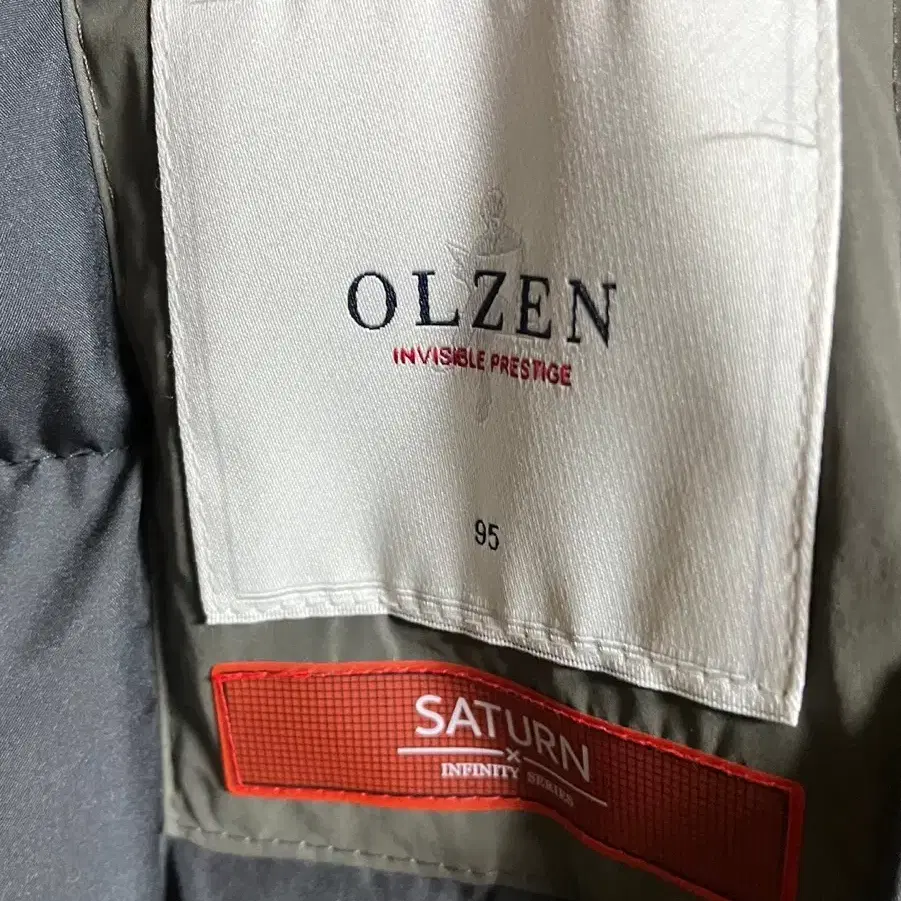 OLZEN
INVISIBLE PRESTIGE
95
SATURN
×
INFINITY SERIES